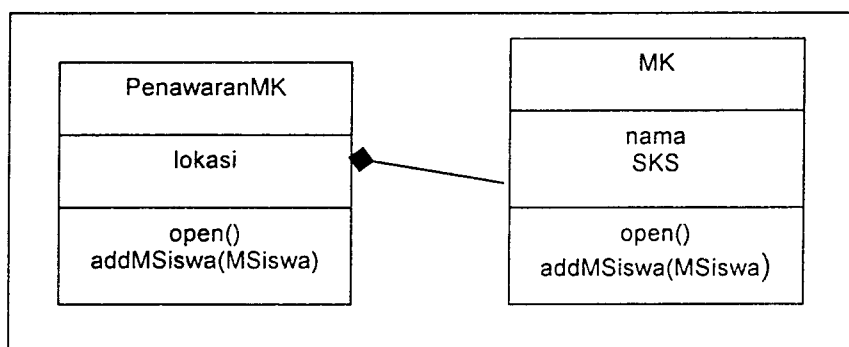 PenawaranMK
lokasi
open()
addMSiswa(MSiswa)
MK
nama
SKS
open()
addMSiswa(MSiswa)